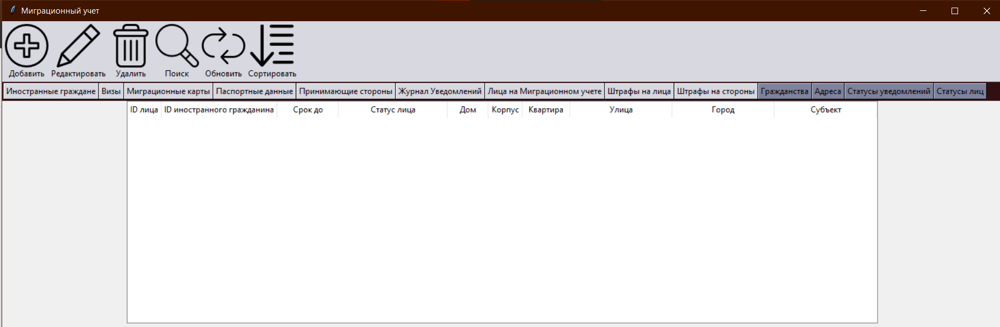 Миграционный учет
Добавить Редактировать Удалить Поиск Обновить Сортировать
Иностранные граждане Визы Миграционные карты Паспортные данные Принимающие стороны Журнал Уведомлений Лица на Миграционном учете Штрафы на лица Штрафы на стороны Гражданства Адреса Статусы уведомлений Статусы лиц
ID лица ID иностранного гражданина Срок до Статус лица Дом Корпус Квартира Улица Город Субъект